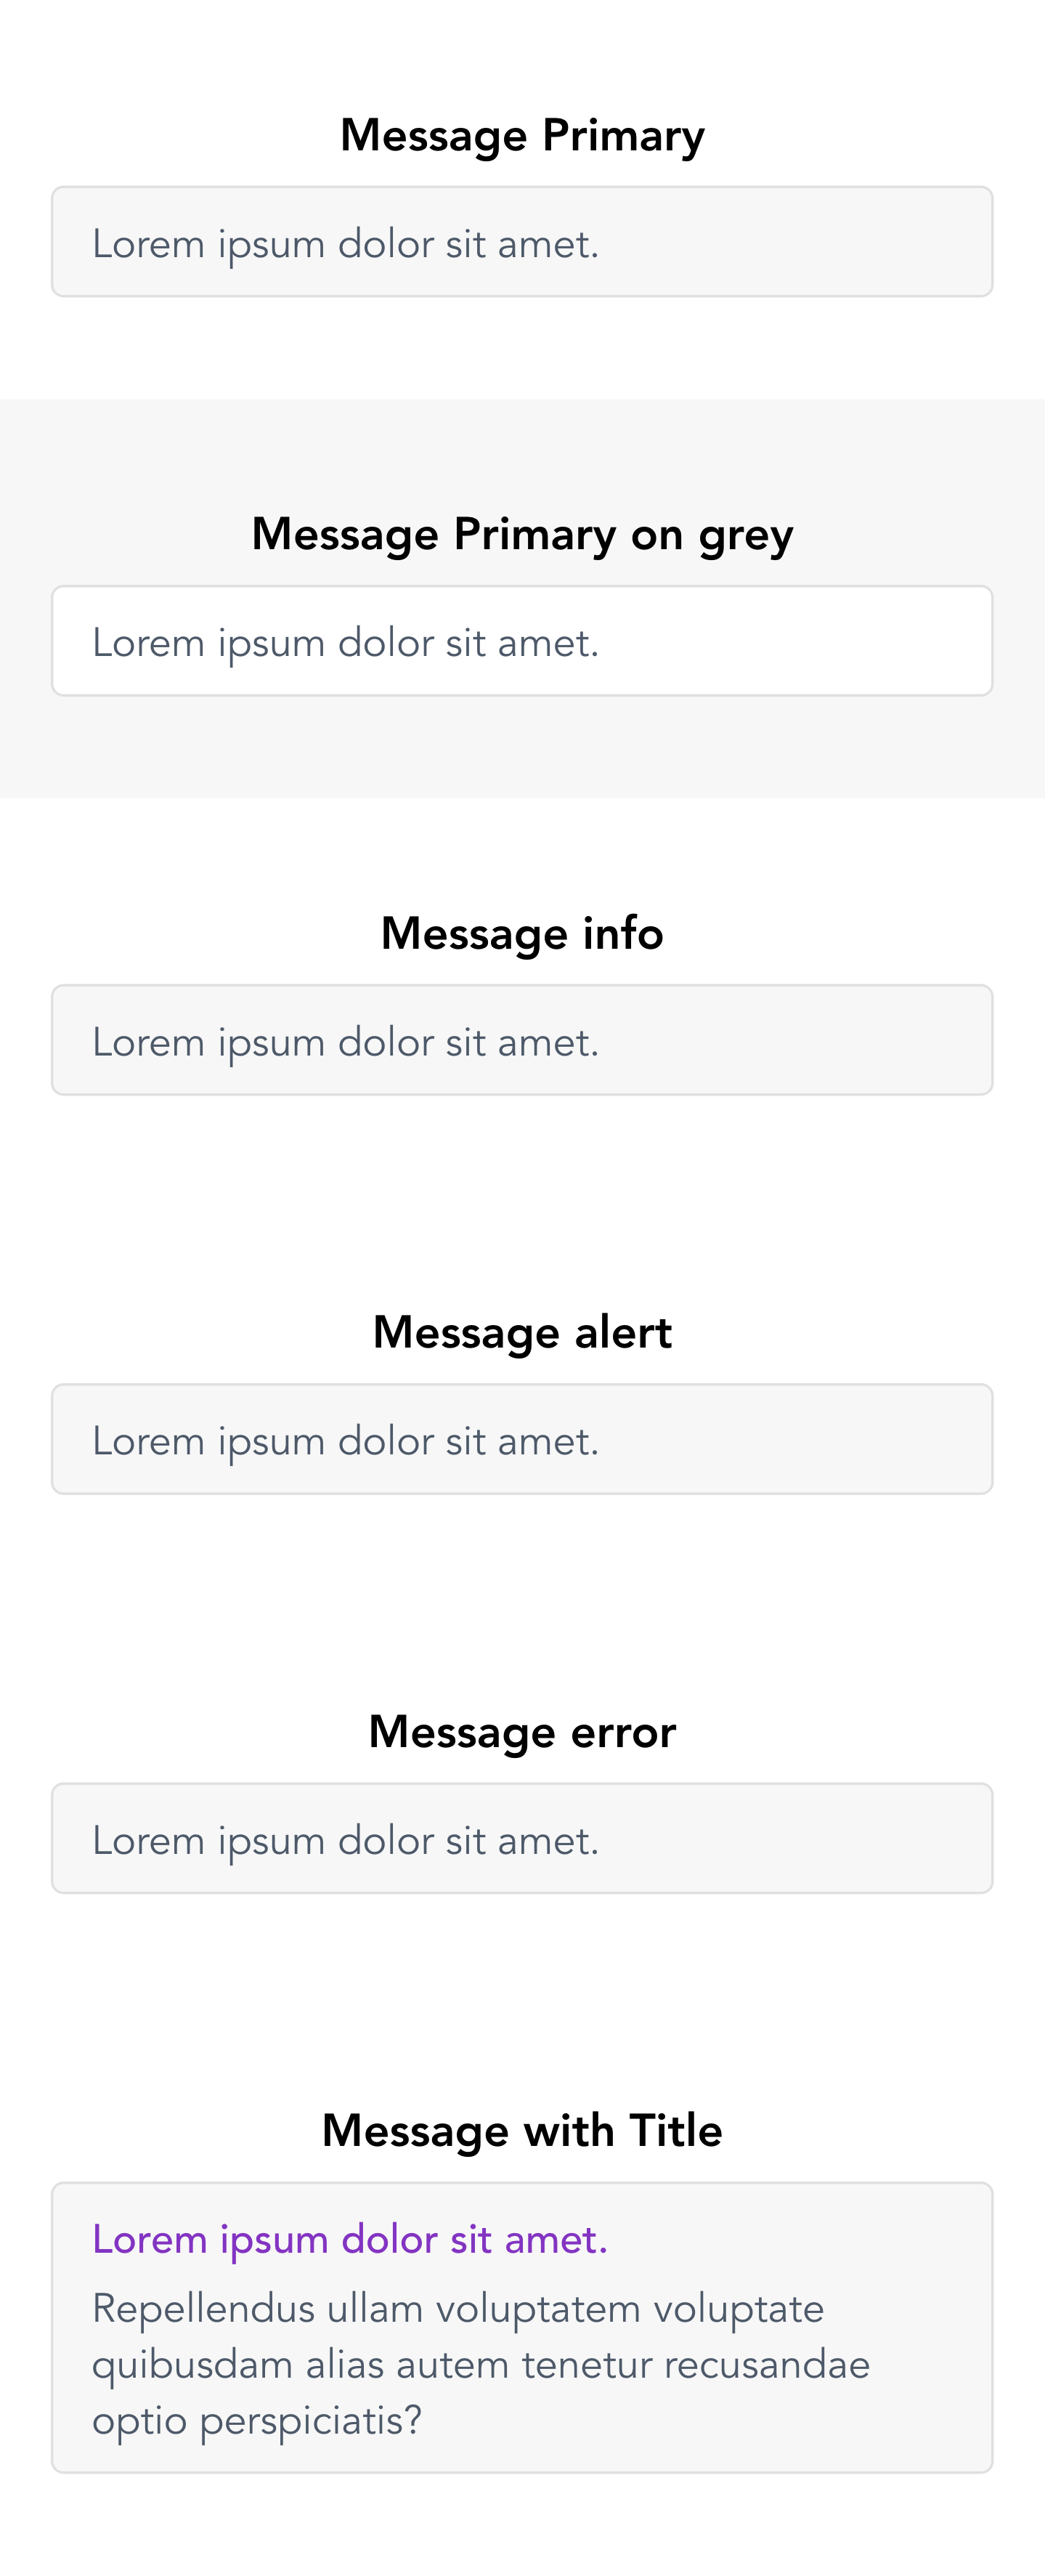 Message Primary
Lorem ipsum dolor sit amet.
Message Primary on grey
Lorem ipsum dolor sit amet.
Message info
Lorem ipsum dolor sit amet.
Message alert
Lorem ipsum dolor sit amet.
Message error
Lorem ipsum dolor sit amet.
Message with Title
Lorem ipsum dolor sit amet.
Repellendus ullam voluptatem voluptate
quibusdam alias autem tenetur recusandae
optio perspiciatis?